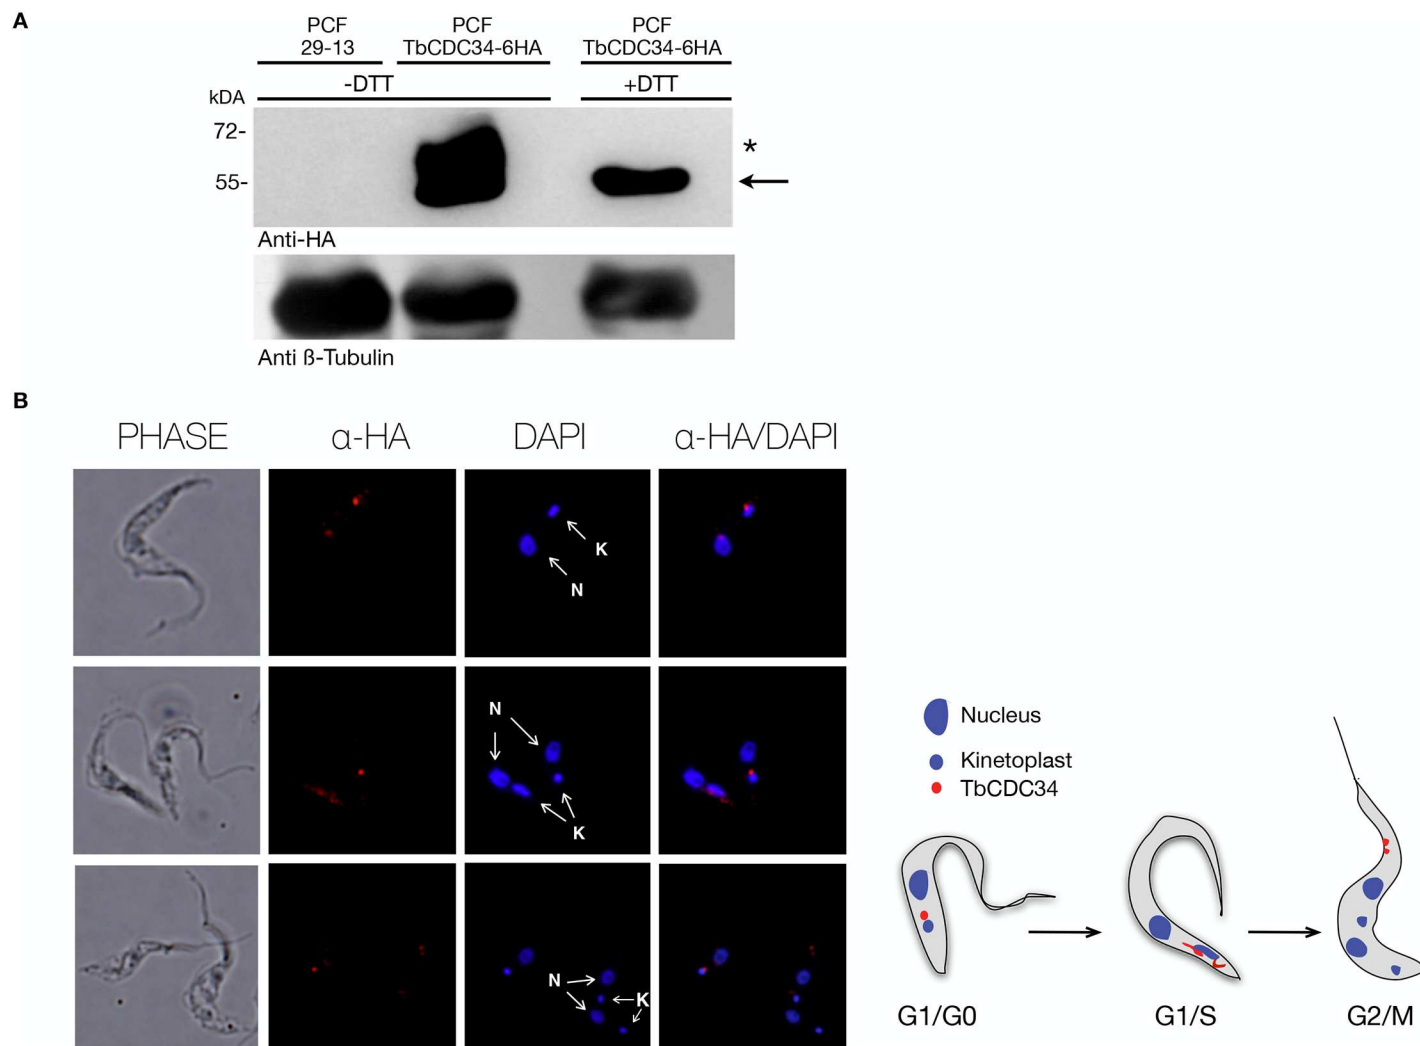 A
PCF
29-13
PCF
TbCDC34-6HA
PCF
TbCDC34-6HA
-DTT
+DTT
kDA
72-
*
55-
Anti-HA
Anti ß-Tubulin
B
PHASE
α-HA
DAPI
α-HA/DAPI
K
N
N
K
N
K
Nucleus
Kinetoplast
TbCDC34
G1/G0
G1/S
G2/M